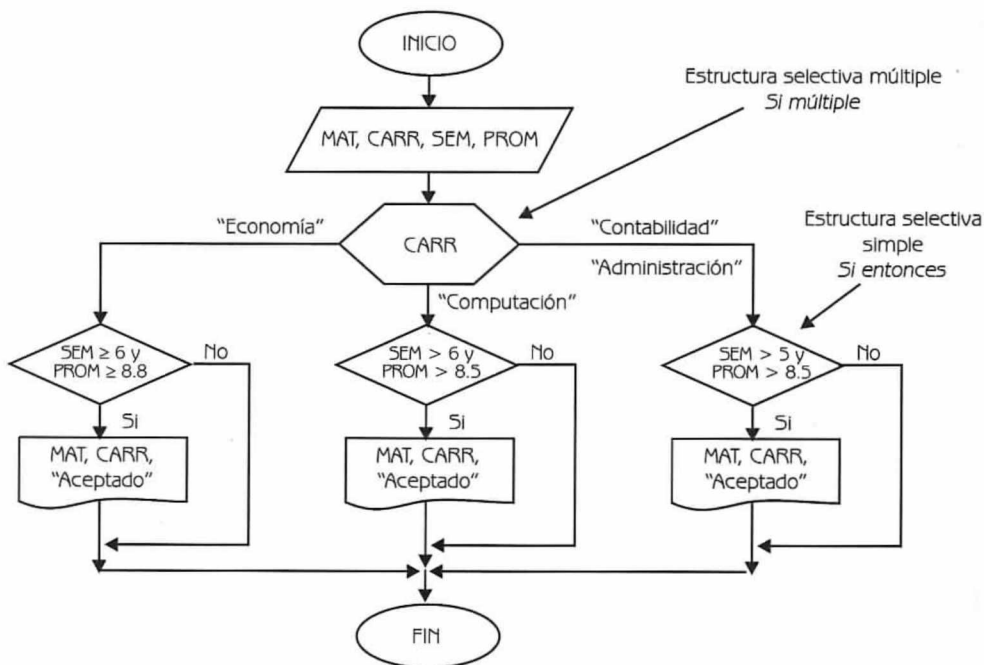 INICIO
Estructura selectiva múltiple
Si múltiple
MAT, CARR, SEM, PROM
"Economía"
CARR
"Contabilidad"
"Administración"
"Computación"
Estructura selectiva
simple
Si entonces
SEM ≥ 6 y
PROM ≥ 8.8
No
Si
MAT, CARR,
"Aceptado"
SEM > 6 y
PROM > 8.5
No
Si
MAT, CARR,
"Aceptado"
SEM > 5 y
PROM > 8.5
No
Si
MAT, CARR,
"Aceptado"
FIN